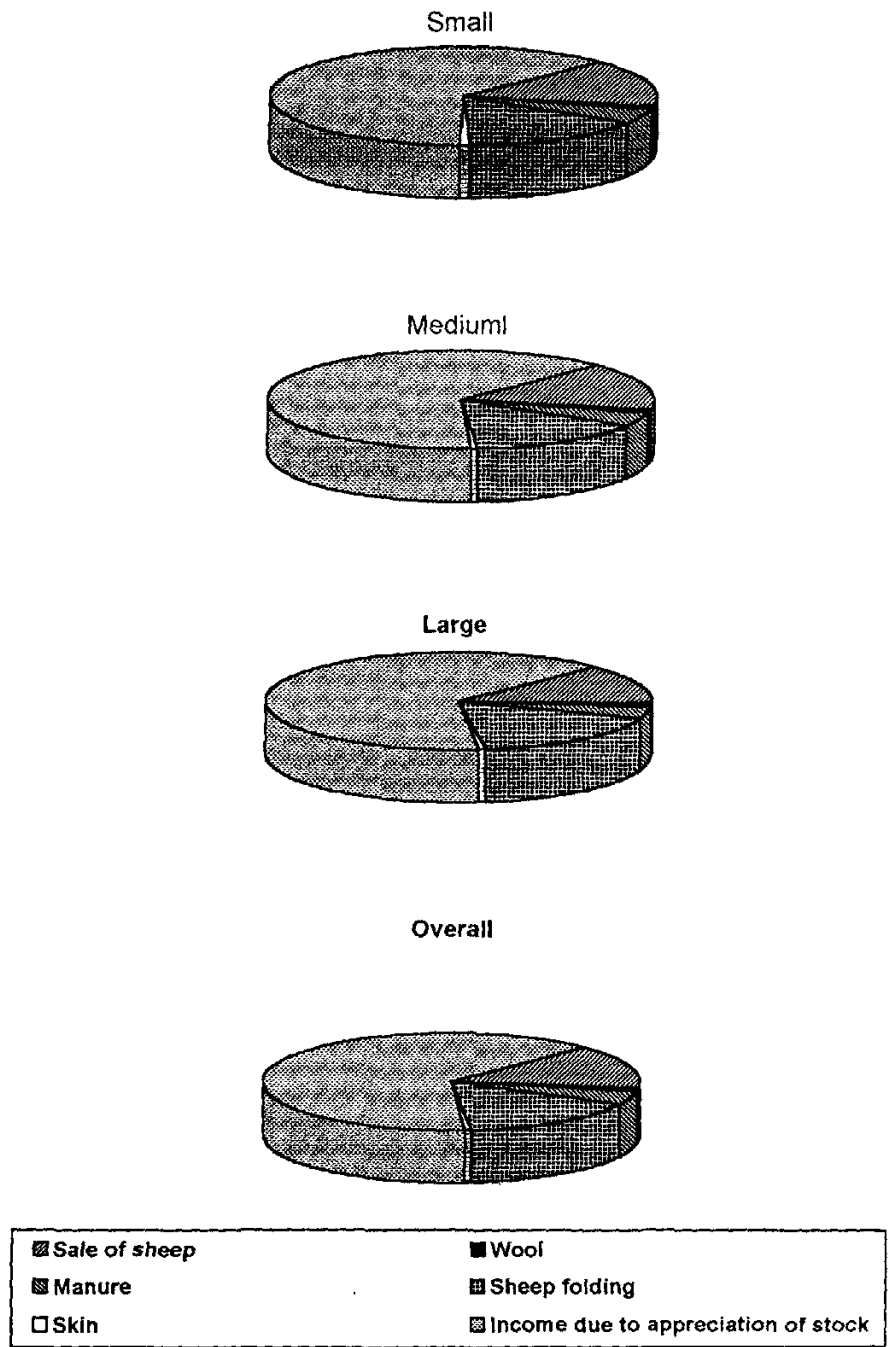 Small
Mediuml
Large
Overall
Sale of sheep
Wool
Manure
Sheep folding
Skin
Income due to appreciation of stock